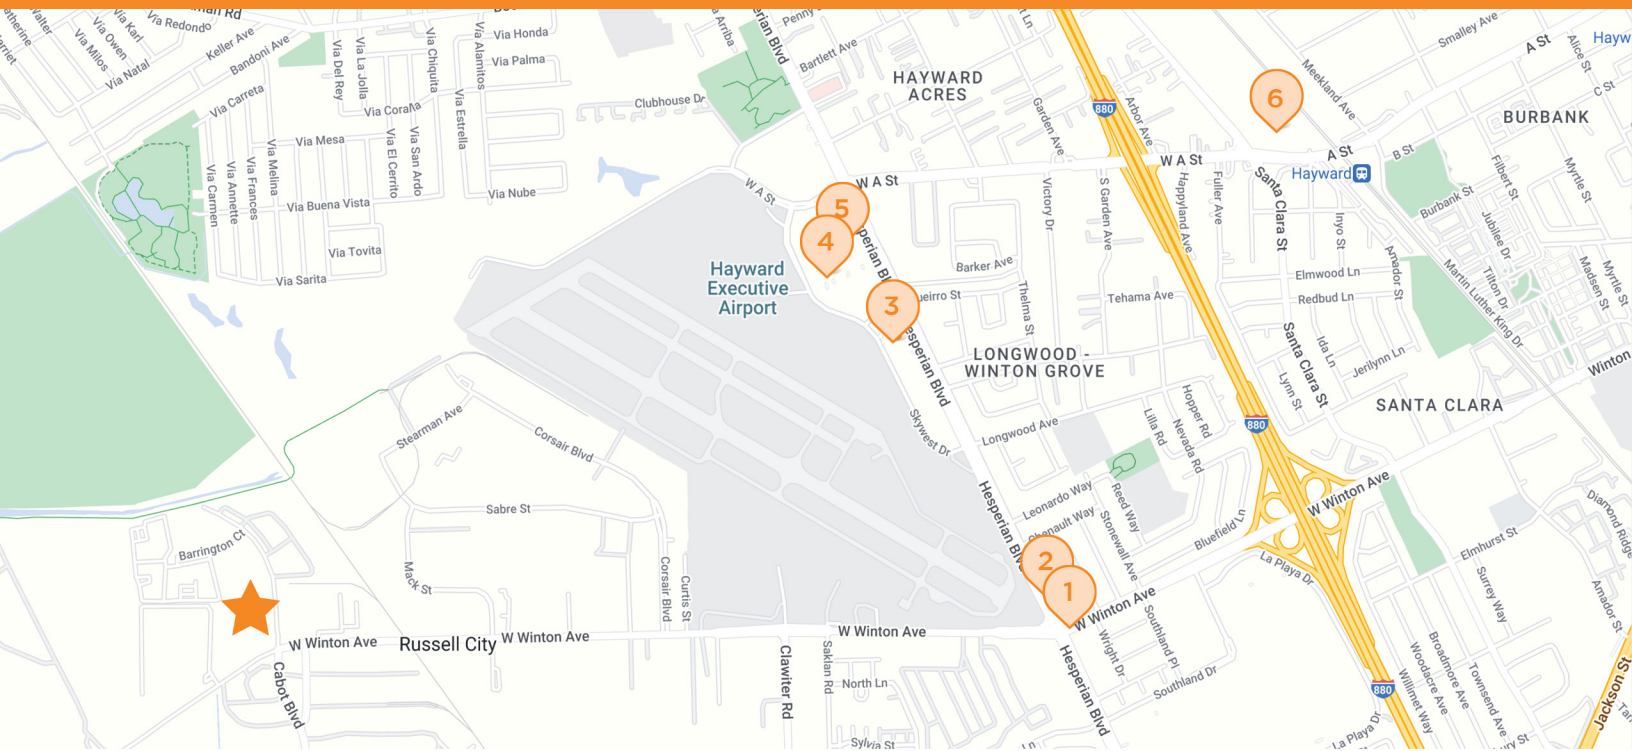 Via Redondo
Via Karl
Via Owen
Via Milos
Via Natal
Keller Ave
Bandoni Ave
Via Carreta
Via Del Rey
Via La Jolla
Via Chiquita
Via Alamitos
Via Honda
Via Palma
Via Estrella
Via Mesa
Via El Cerrito
Via San Ardo
Via Melina
Via Frances
Via Annette
Via Carmen
Via Buena Vista
Via Nube
Via Tovita
Via Sarita
Clubhouse Dr
Bartlett Ave
HAYWARD
ACRES
Garden Ave
880
Arbor Ave
6
Meekland Ave
Smalley Ave
A St
Alice St
C St
BURBANK
W A St
W A St
W A St
A St
B St
Hayward
Burbank St
Filbert St
Myrtle St
Jubilee Dr
Tilton Dr
Madsen St
Myrtle St
Martin Luther King Dr
Winton
Santa Clara St
Inyo St
Amador St
Fuller Ave
Happyland Ave
S Garden Ave
Victory Dr
Barker Ave
Thelma St
Tehama Ave
Elmwood Ln
Redbud Ln
Santa Clara St
Ida Ln
Jerilynn Ln
Lynn St
SANTA CLARA
5
4
3
Hayward
Executive
Airport
Hesperian Blvd
LONGWOOD -
WINTON GROVE
Longwood Ave
Skywest Dr
Hopper Rd
Lilla Rd
Nevada Rd
880
Leonardo Way
Reed Way
Stonewall Ave
Bluefield Ln
W Winton Ave
La Playa Dr
Elmhurst St
Diamond Ridge
Surrey Way
Amador St
2
1
W Winton Ave
Wright Dr
Southland Pl
Southland Dr
Hesperian Blvd
880
Willimet Way
Woodacre Ave
Broadmore Ave
Townsend Ave
La Playa Dr
Jackson St
Stearman Ave
Corsair Blvd
Sabre St
Mack St
Corsair Blvd
Curtis St
Barrington Ct
W Winton Ave
Russell City
W Winton Ave
W Winton Ave
Cabot Blvd
Clawiter Rd
Saklan Rd
North Ln
Sylvia St